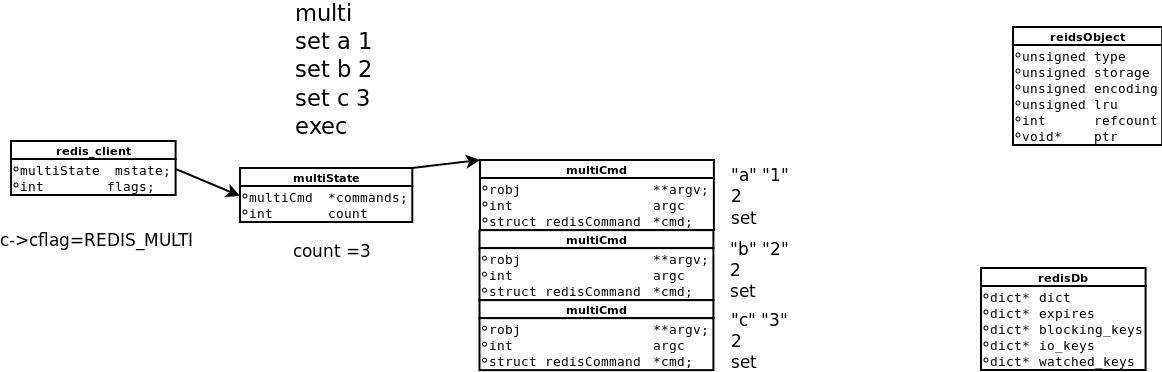 multi
set a 1
set b 2
set c 3
exec
redis_client
multiState  mstate;
int        flags;
c->cflag=REDIS_MULTI
multiState
multiCmd  *commands;
int       count
count =3
multiCmd
robj                **argv;
int                 argc
struct redisCommand *cmd;
"a" "1"
2
set
multiCmd
robj                **argv;
int                 argc
struct redisCommand *cmd;
"b" "2"
2
set
multiCmd
robj                **argv;
int                 argc
struct redisCommand *cmd;
"c" "3"
2
set
reidsObject
unsigned type
unsigned storage
unsigned encoding
unsigned lru
int      refcount
void*    ptr
redisDb
dict* dict
dict* expires
dict* blocking_keys
dict* io_keys
dict* watched_keys